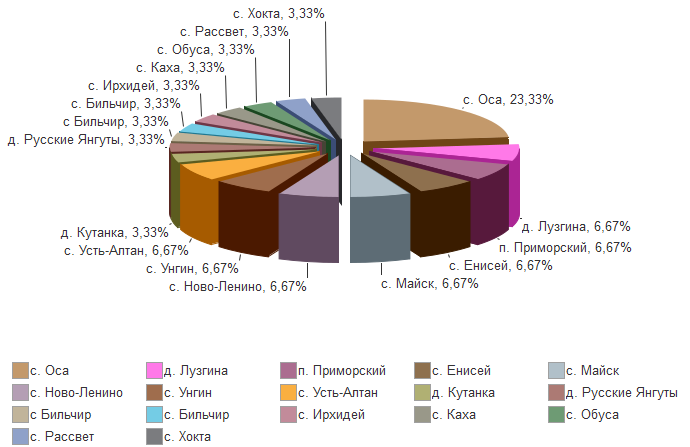 с. Хокта, 3,33%
с. Рассвет, 3,33%
с. Обуса, 3,33%
с. Каха, 3,33%
с. Ирхидей, 3,33%
с. Бильчир, 3,33%
с Бильчир, 3,33%
д. Русские Янгуты, 3,33%
с. Оса, 23,33%
д. Лузгина, 6,67%
п. Приморский, 6,67%
с. Енисей, 6,67%
с. Майск, 6,67%
д. Кутанка, 3,33%
с. Усть-Алтан, 6,67%
с. Унгин, 6,67%
с. Ново-Ленино, 6,67%
с. Оса д. Лузгина п. Приморский с. Енисей с. Майск
с. Ново-Ленино с. Унгин с. Усть-Алтан д. Кутанка д. Русские Янгуты
с Бильчир с. Бильчир с. Ирхидей с. Каха с. Обуса
с. Рассвет с. Хокта